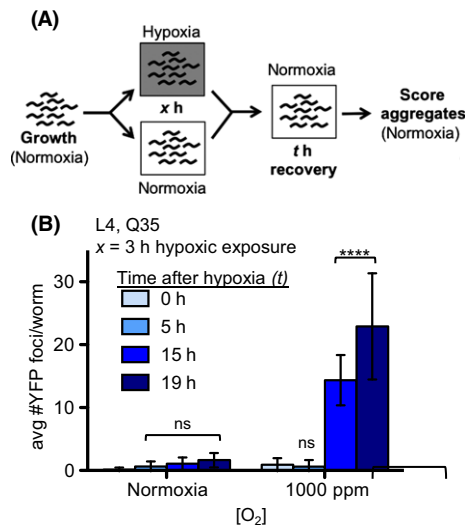 (A)
Hypoxia
x h
Normoxia
Growth
(Normoxia)
Normoxia
t h
recovery
Score
aggregates
(Normoxia)
(B)
L4, Q35
x = 3 h hypoxic exposure
Time after hypoxia (t)
0 h
5 h
15 h
19 h
avg #YFP foci/worm
30
20
10
0
ns
ns
****
Normoxia
1000 ppm
[O₂]